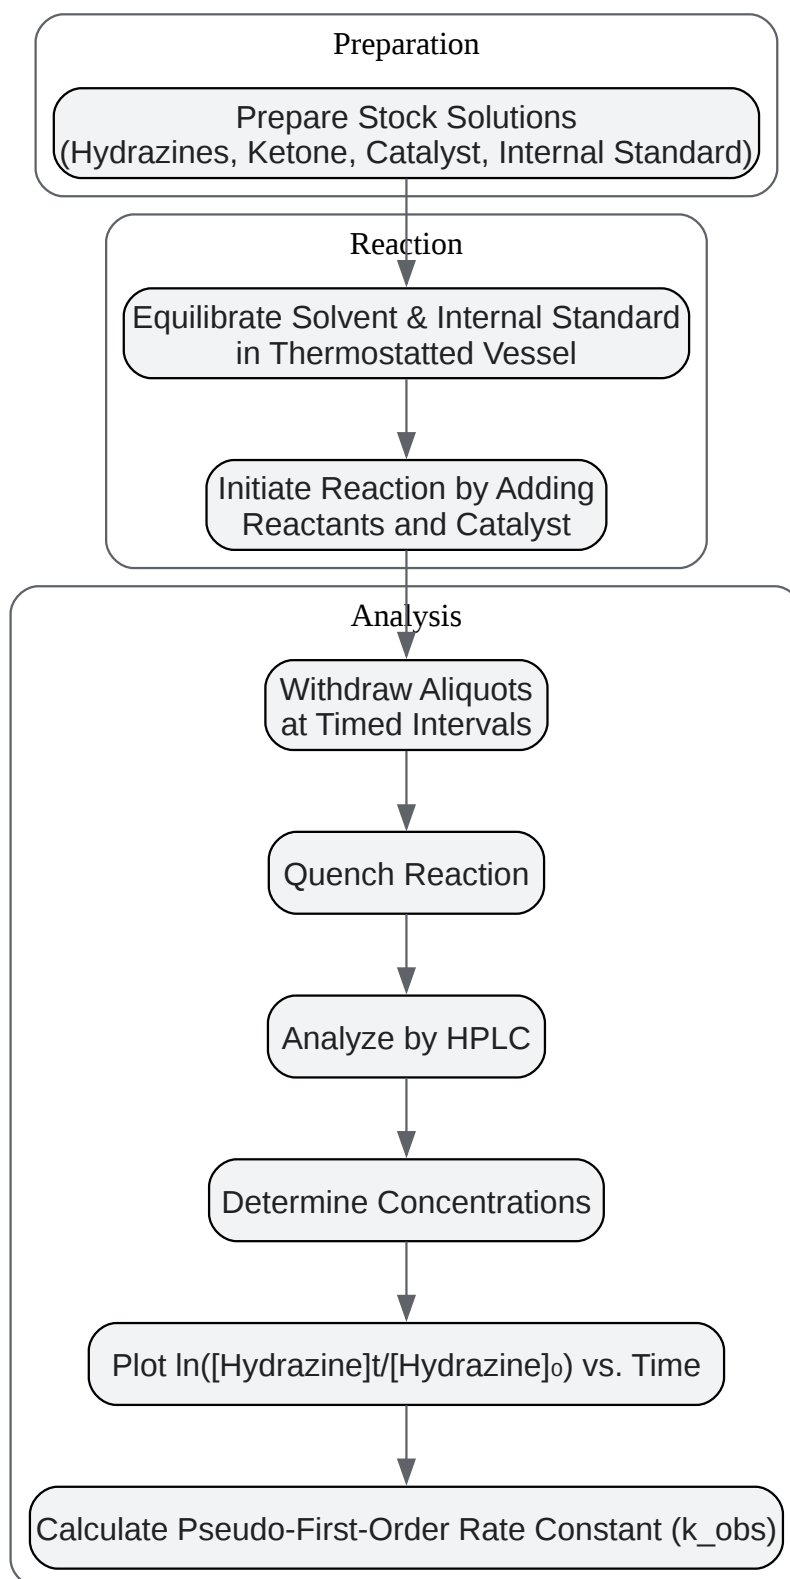 Preparation
Prepare Stock Solutions
(Hydrazines, Ketone, Catalyst, Internal Standard)
Reaction
Equilibrate Solvent & Internal Standard
in Thermostatted Vessel
Initiate Reaction by Adding
Reactants and Catalyst
Analysis
Withdraw Aliquots
at Timed Intervals
Quench Reaction
Analyze by HPLC
Determine Concentrations
Plot ln([Hydrazine]t/[Hydrazine]₀) vs. Time
Calculate Pseudo-First-Order Rate Constant (k_obs)